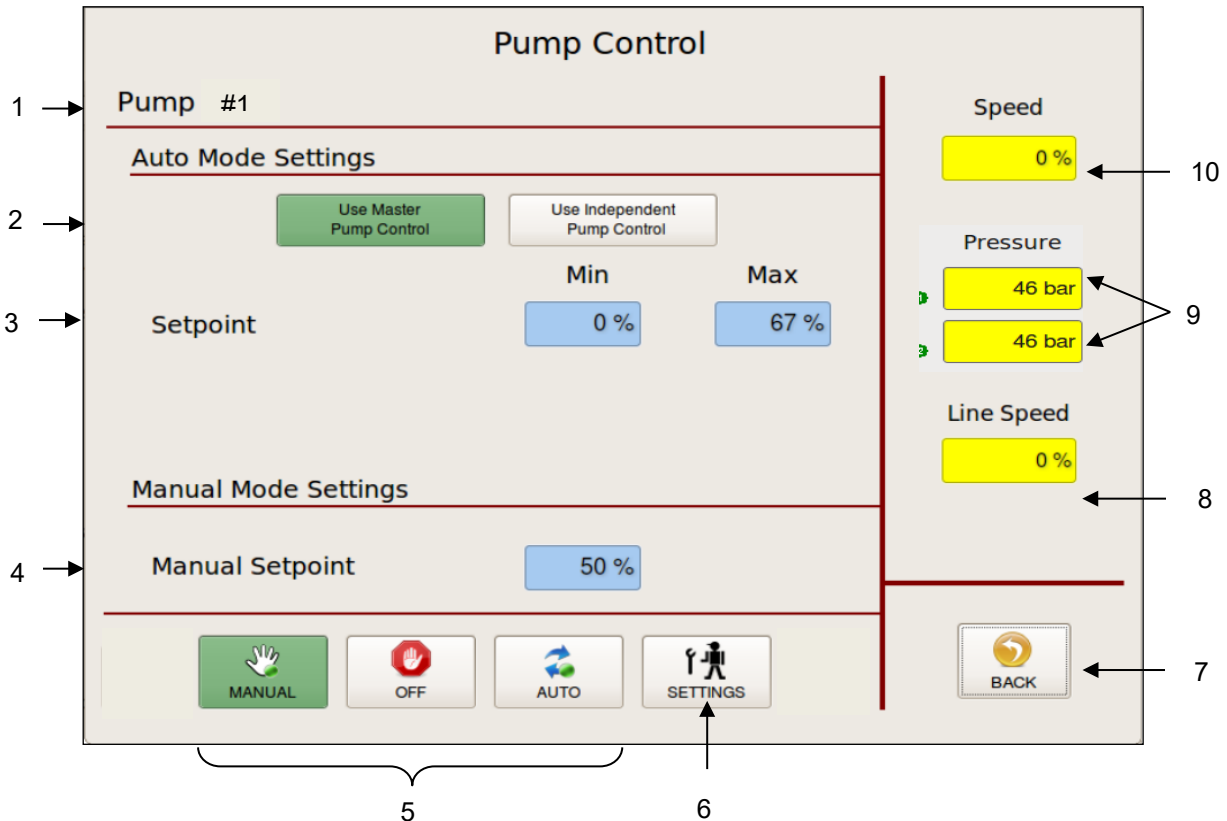 Pump Control
1
Pump #1
Speed
Auto Mode Settings
0 %
10
2
Use Master
Pump Control
Use Independent
Pump Control
Pressure
Min
Max
46 bar
3
Setpoint
0 %
67 %
9
46 bar
Line Speed
0 %
Manual Mode Settings
8
4
Manual Setpoint
50 %
MANUAL
OFF
AUTO
SETTINGS
BACK
7
5
6